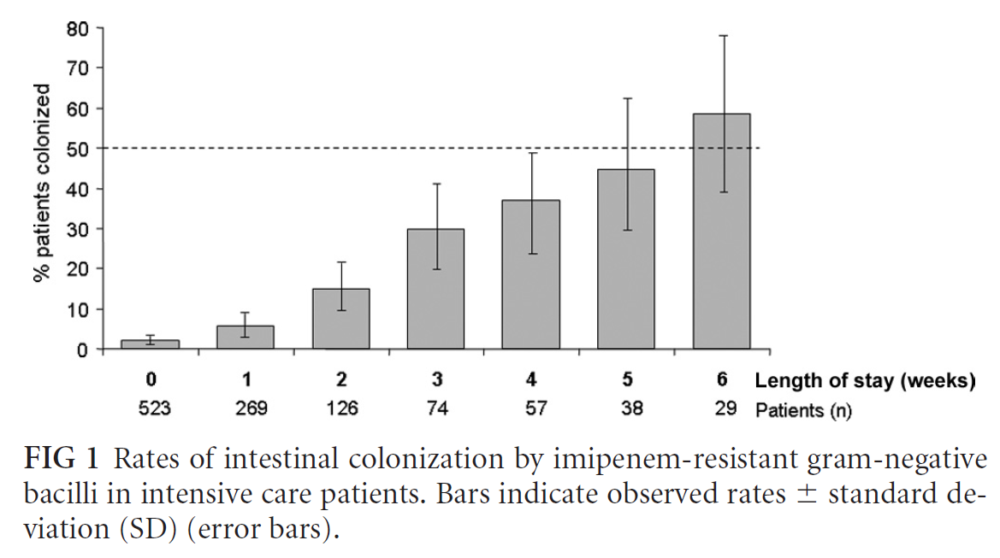 80
70
60
50
40
30
20
10
0
% patients colonized
0 1 2 3 4 5 6 Length of stay (weeks)
523 269 126 74 57 38 29 Patients (n)
FIG 1 Rates of intestinal colonization by imipenem-resistant gram-negative
bacilli in intensive care patients. Bars indicate observed rates ± standard de-
viation (SD) (error bars).